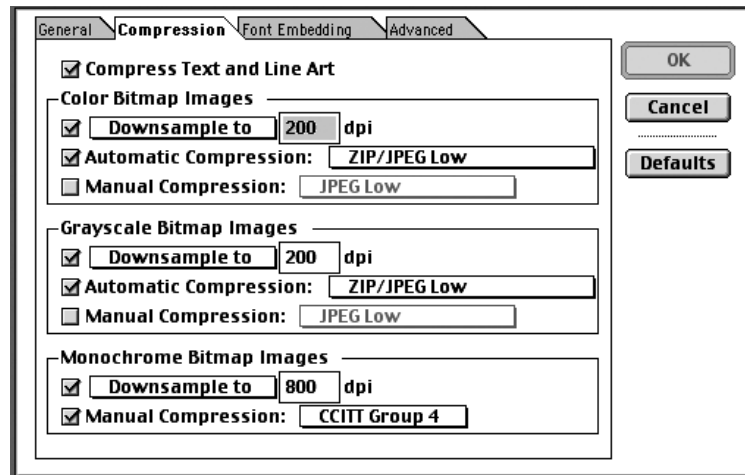 General Compression Font Embedding Advanced
Compress Text and Line Art
OK
Color Bitmap Images
Cancel
Downsample to 200 dpi
Automatic Compression: ZIP/JPEG Low
Defaults
Manual Compression: JPEG Low
Grayscale Bitmap Images
Downsample to 200 dpi
Automatic Compression: ZIP/JPEG Low
Manual Compression: JPEG Low
Monochrome Bitmap Images
Downsample to 800 dpi
Manual Compression: CCITT Group 4